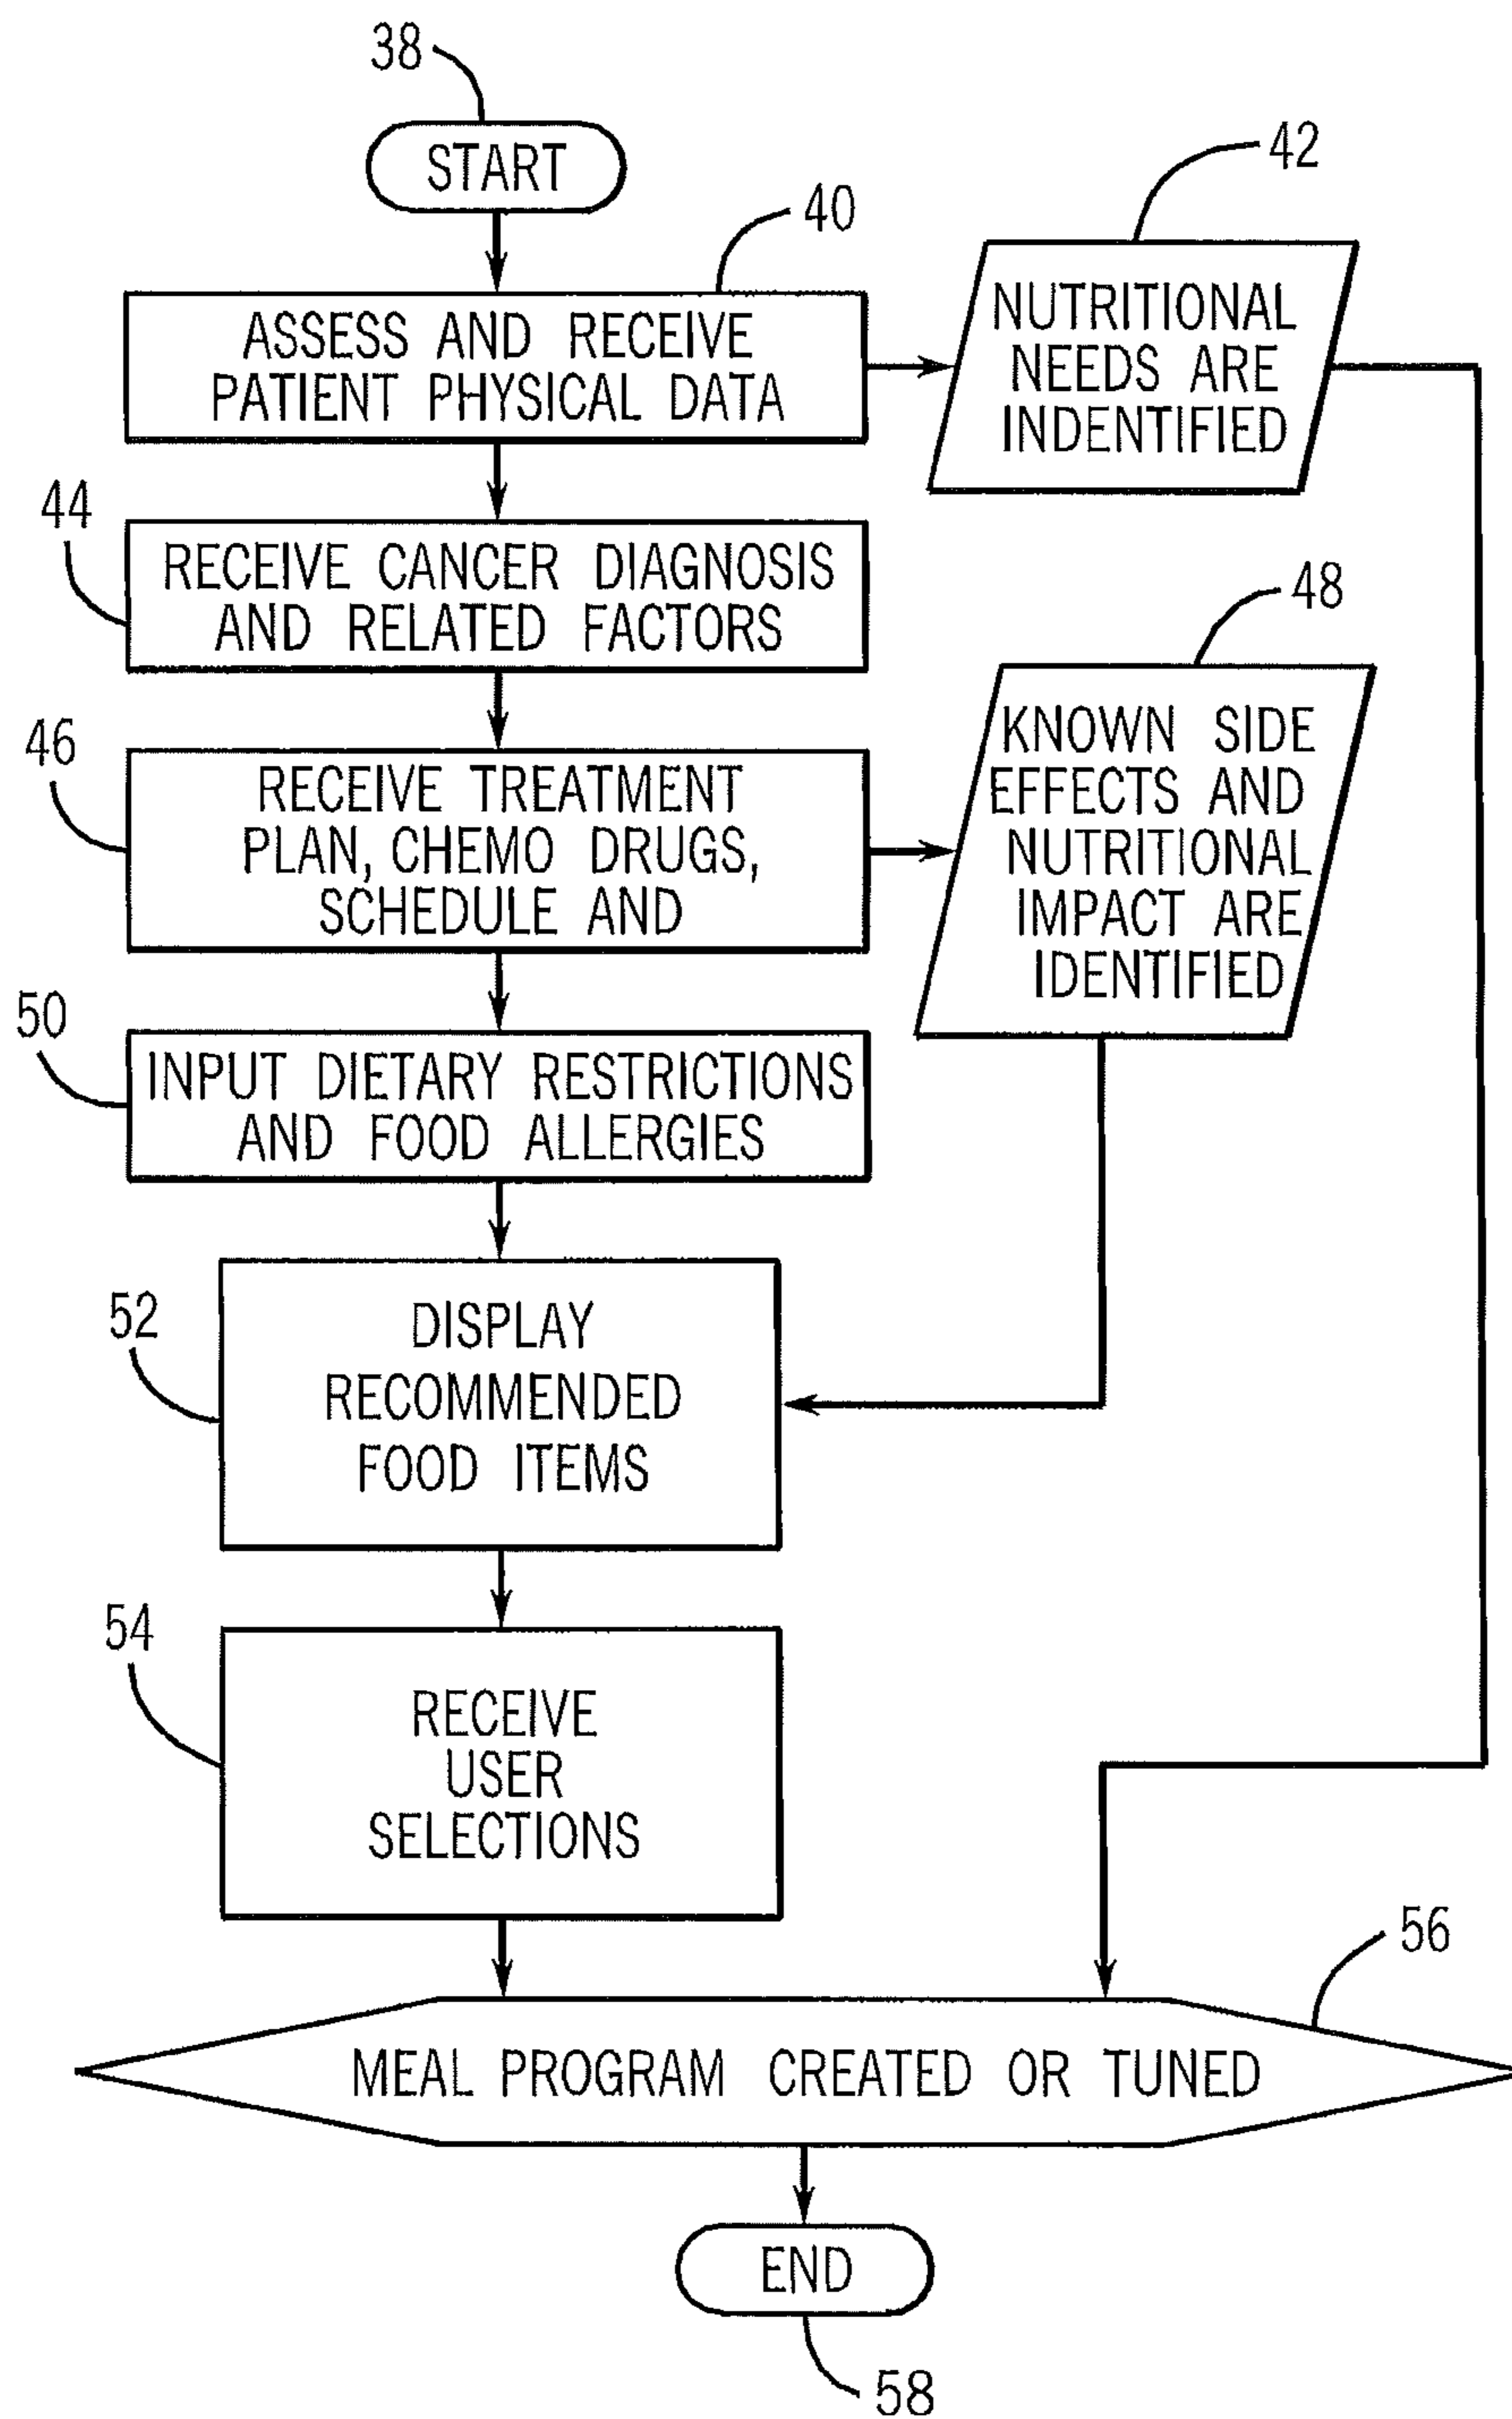 38
START
40
ASSESS AND RECEIVE
PATIENT PHYSICAL DATA
42
NUTRITIONAL
NEEDS ARE
INDENTIFIED
44
RECEIVE CANCER DIAGNOSIS
AND RELATED FACTORS
46
RECEIVE TREATMENT
PLAN, CHEMO DRUGS,
SCHEDULE AND
48
KNOWN SIDE
EFFECTS AND
NUTRITIONAL
IMPACT ARE
IDENTIFIED
50
INPUT DIETARY RESTRICTIONS
AND FOOD ALLERGIES
52
DISPLAY
RECOMMENDED
FOOD ITEMS
54
RECEIVE
USER
SELECTIONS
56
MEAL PROGRAM CREATED OR TUNED
END
58